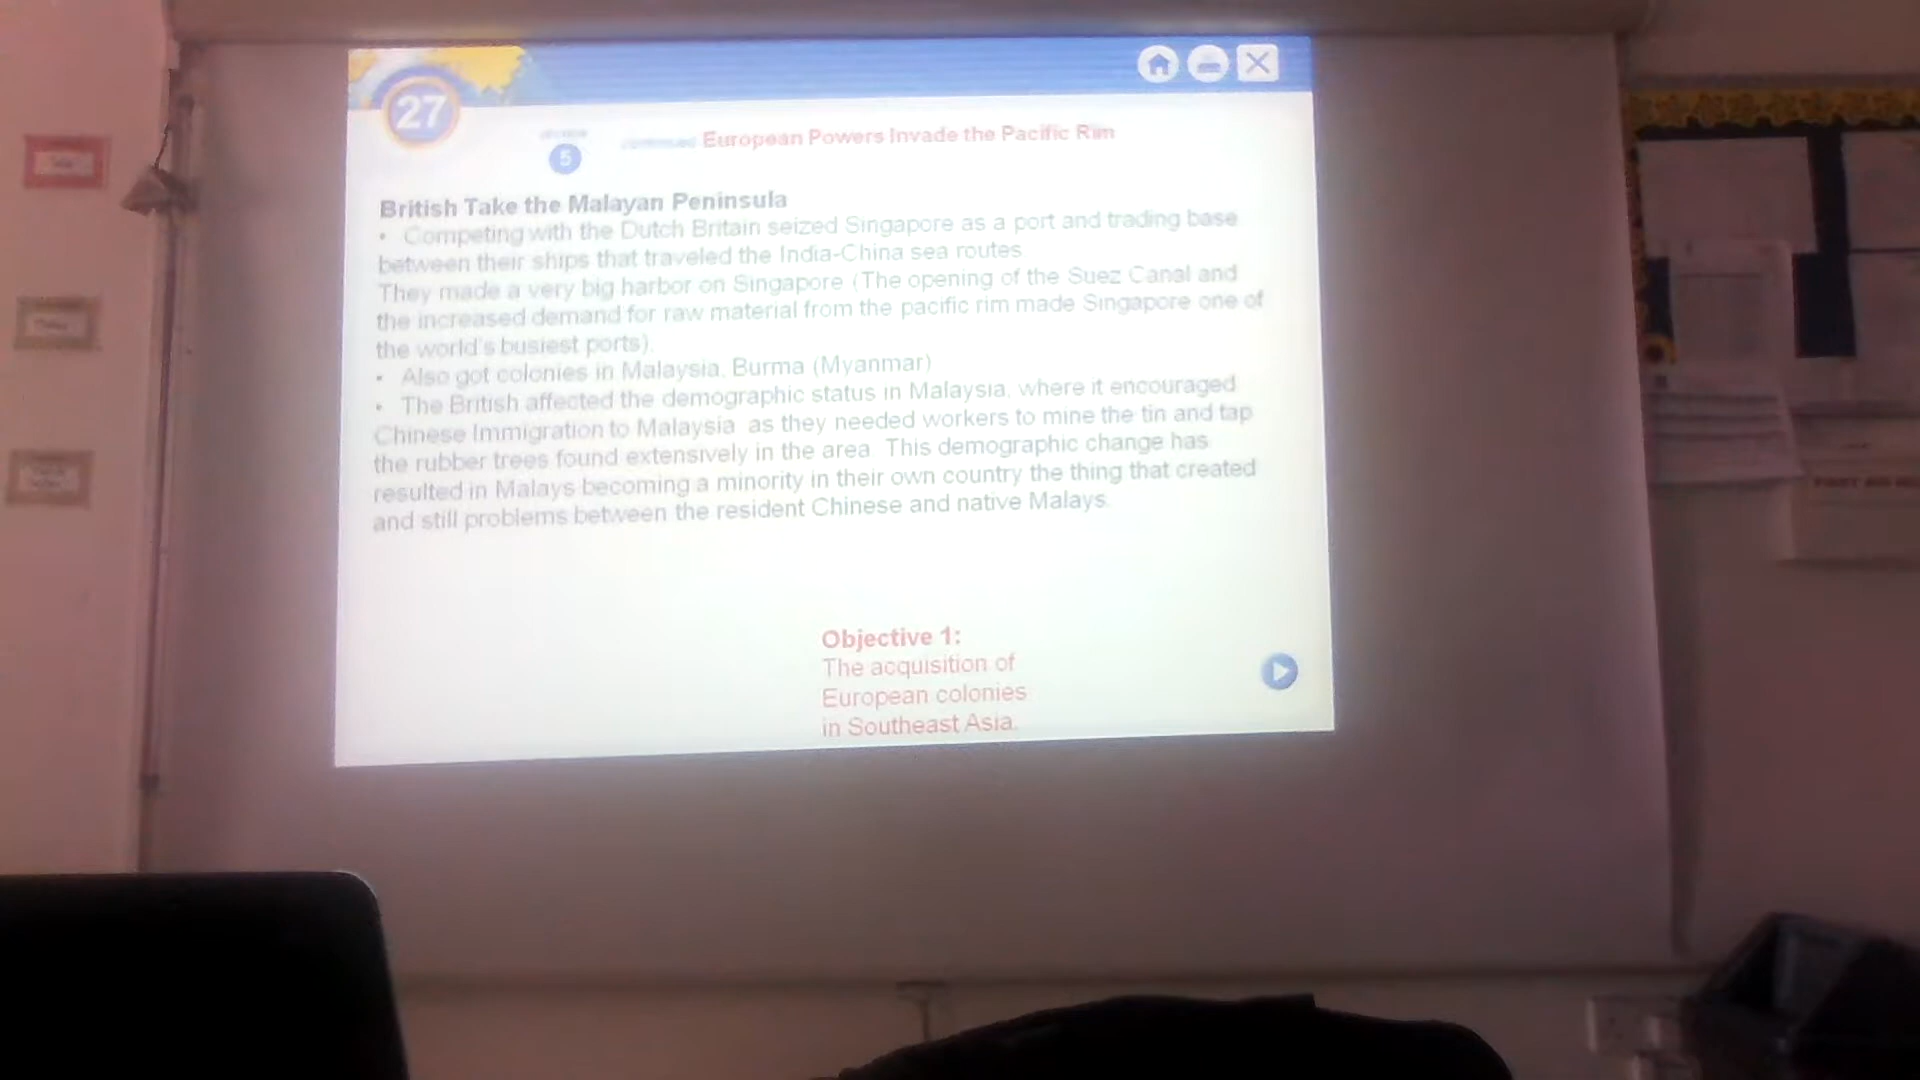 27
5
European Powers Invade the Pacific Rim
British Take the Malayan Peninsula
• Competing with the Dutch Britain seized Singapore as a port and trading base
between their ships that traveled the India-China sea routes
They made a very big harbor on Singapore (The opening of the Suez Canal and
the increased demand for raw material from the pacific rim made Singapore one of
the world's busiest ports).
• Also got colonies in Malaysia, Burma (Myanmar)
• The British affected the demographic status in Malaysia, where it encouraged
Chinese Immigration to Malaysia as they needed workers to mine the tin and tap
the rubber trees found extensively in the area This demographic change has
resulted in Malays becoming a minority in their own country the thing that created
and still problems between the resident Chinese and native Malays.
Objective 1:
The acquisition of
European colonies
in Southeast Asia.